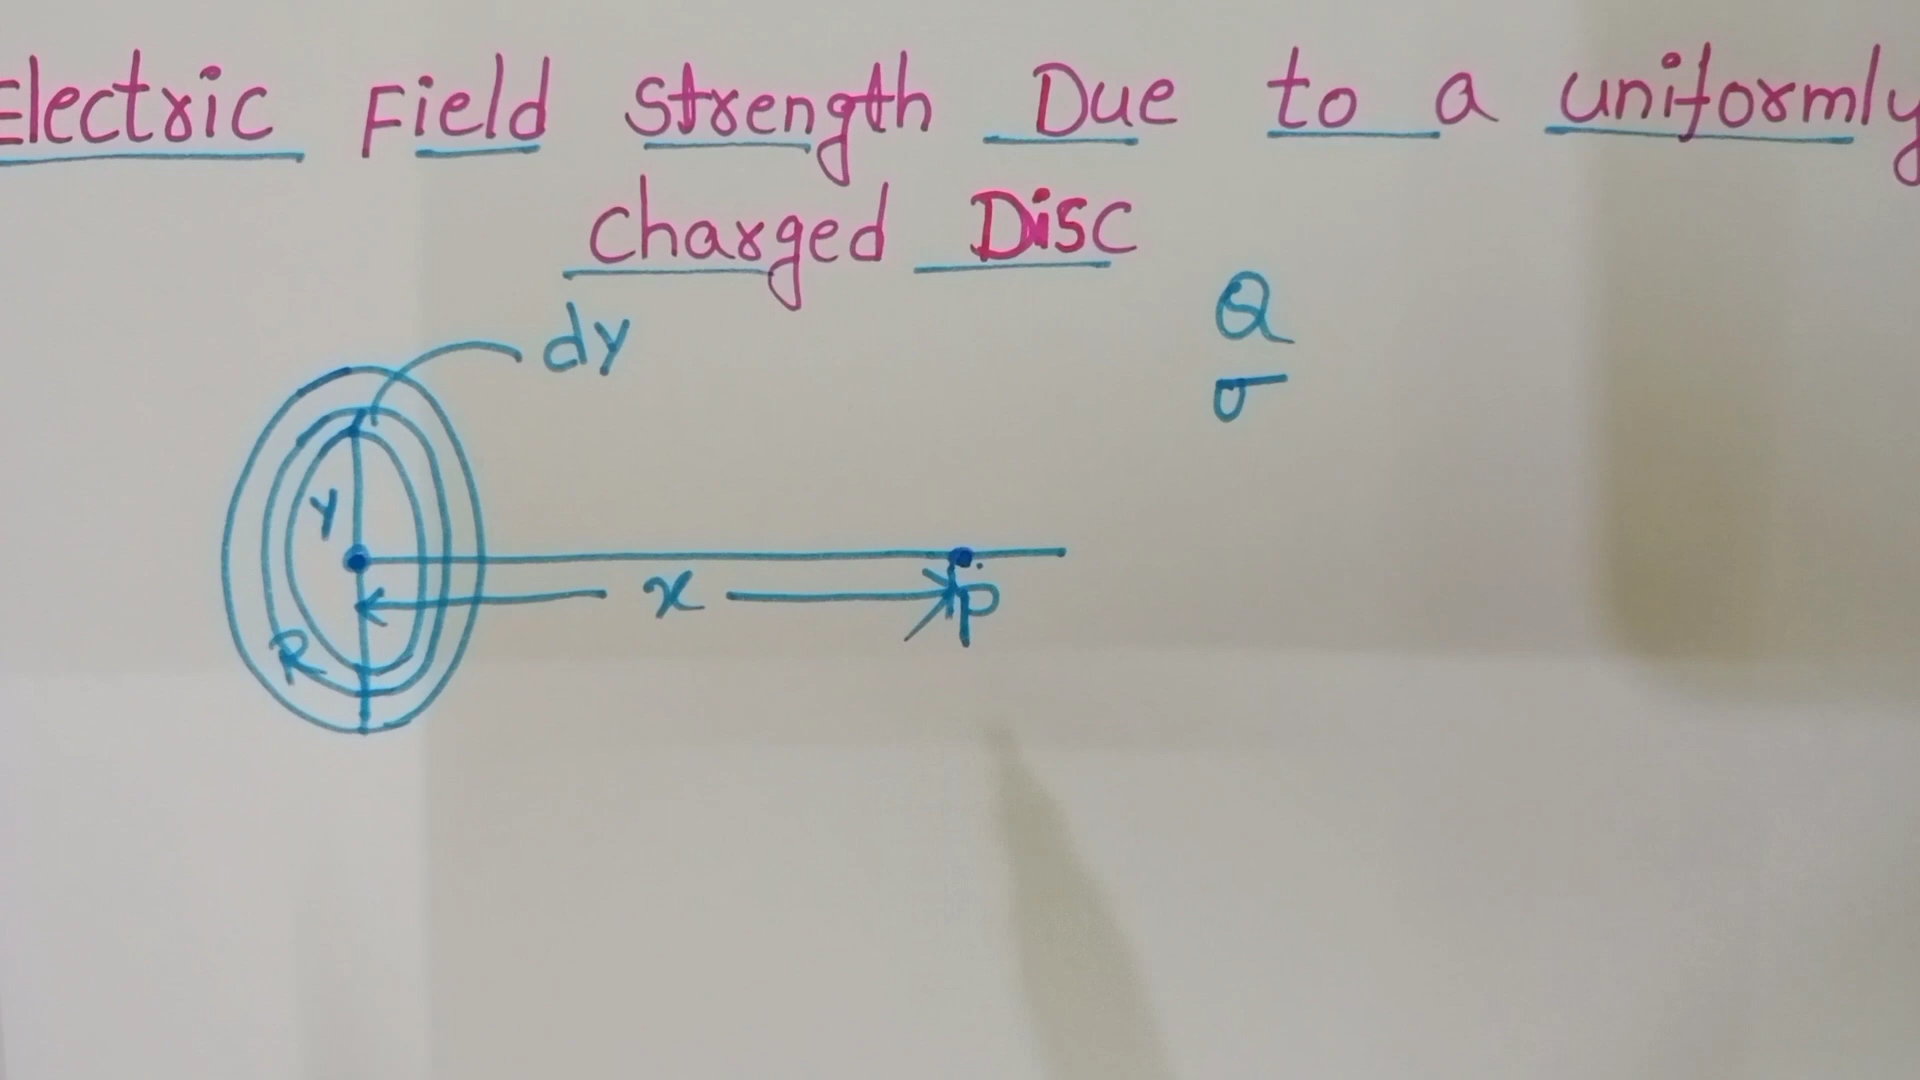 Electric Field Strength Due to a uniformly
charged Disc
dy
Q
σ
y
x
P
R